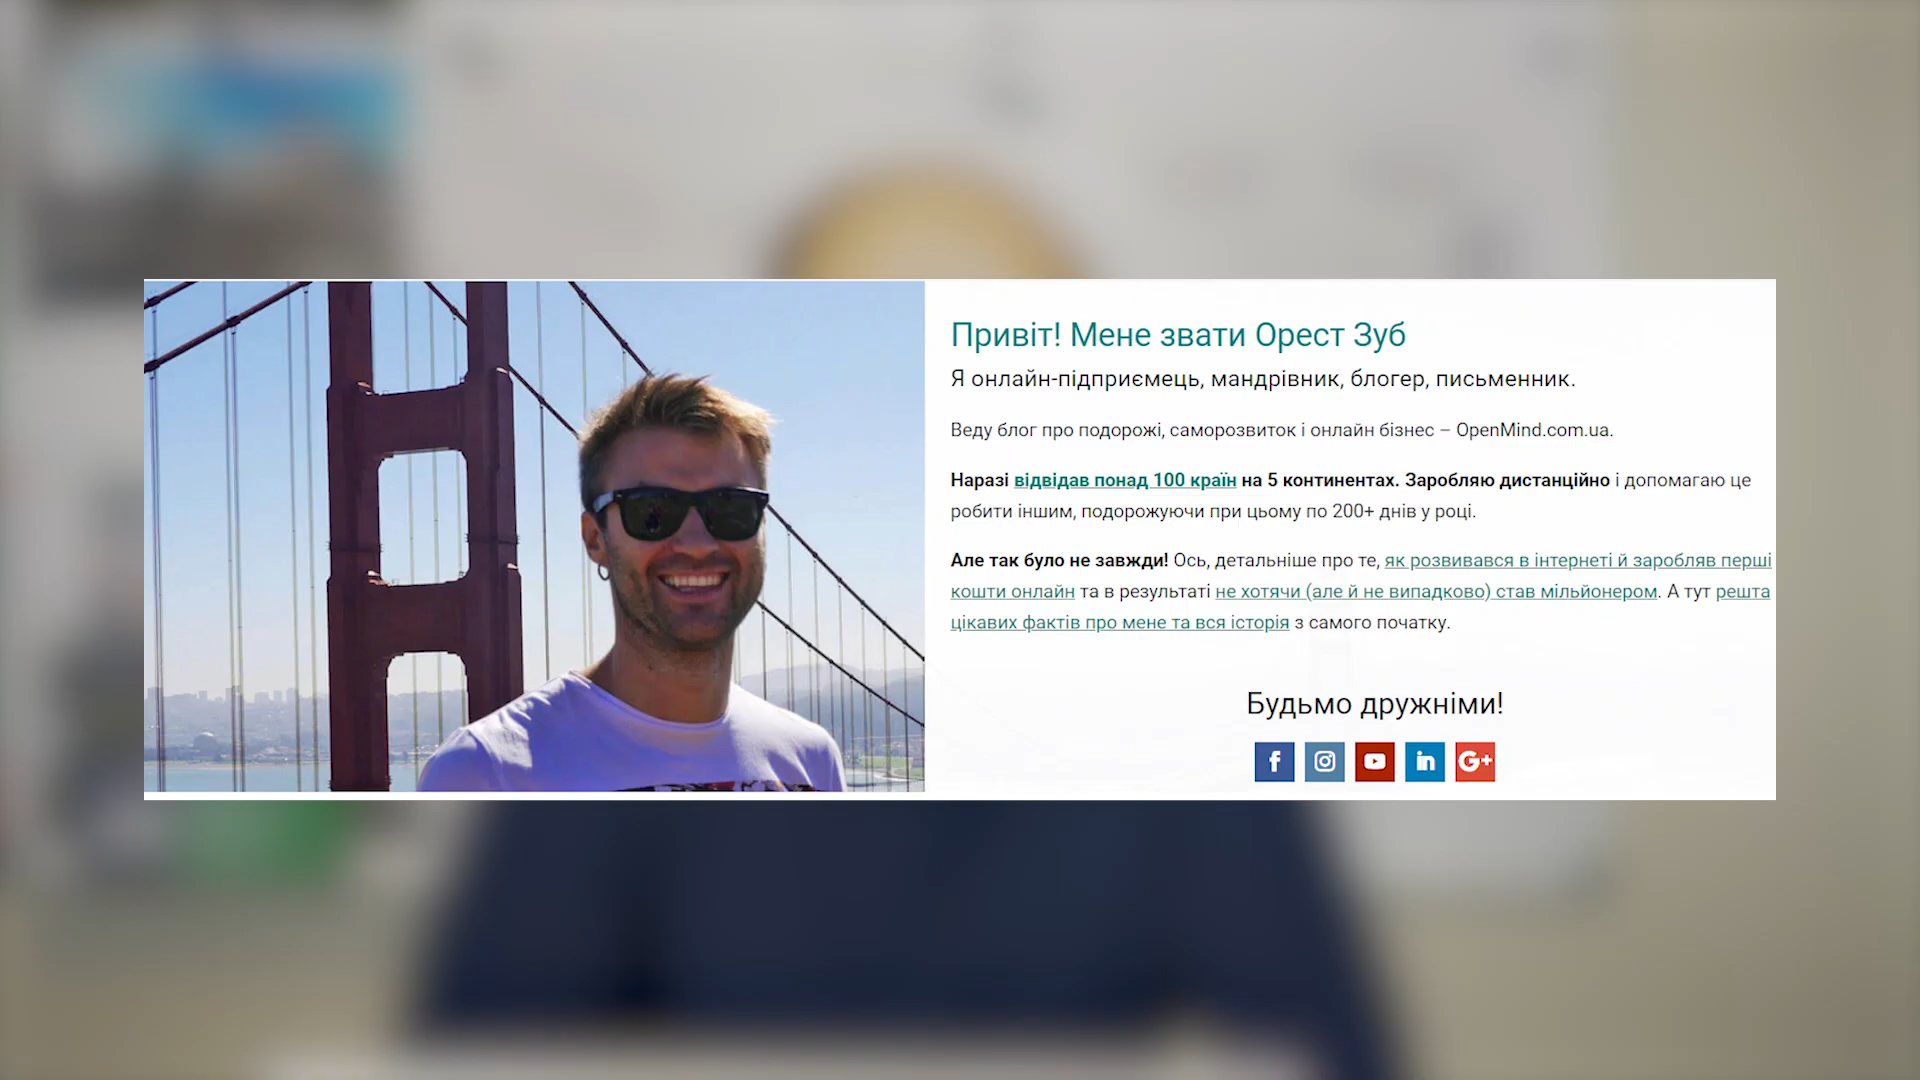 Привіт! Мене звати Орест Зуб
Я онлайн-підприємець, мандрівник, блогер, письменник.
Веду блог про подорожі, саморозвиток і онлайн бізнес – OpenMind.com.ua.
Наразі відвідав понад 100 країн на 5 континентах. Заробляю дистанційно і допомагаю це
робити іншим, подорожуючи при цьому по 200+ днів у році.
Але так було не завжди! Ось, детальніше про те, як розвивався в інтернеті й заробляв перші
кошти онлайн та в результаті не хотячи (але й не випадково) став мільйонером. А тут решта
цікавих фактів про мене та вся історія з самого початку.
Будьмо дружніми!
f in G+